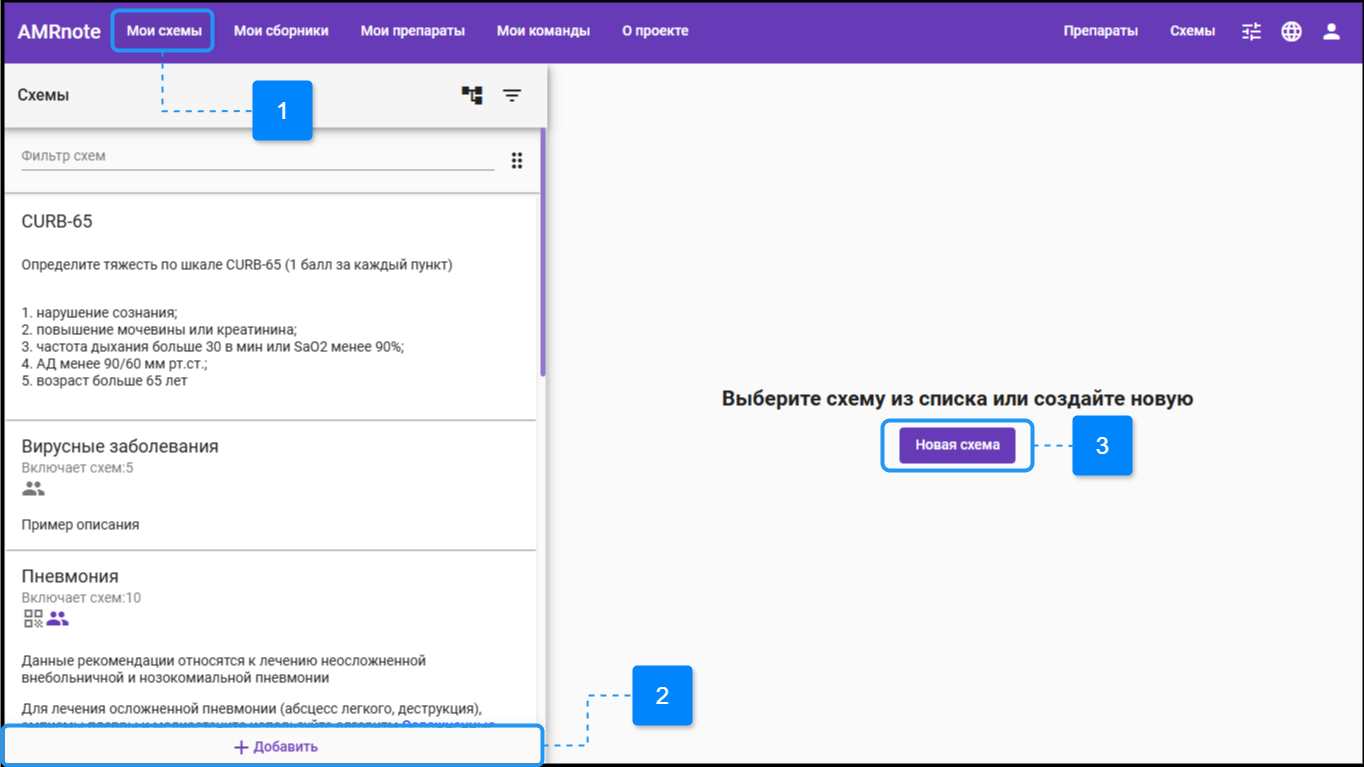 AMRnote Мои схемы Мои сборники Мои препараты Мои команды О проекте Препараты Схемы
Схемы
1
Фильтр схем
CURB-65
Определите тяжесть по шкале CURB-65 (1 балл за каждый пункт)
1. нарушение сознания;
2. повышение мочевины или креатинина;
3. частота дыхания больше 30 в мин или SaO2 менее 90%;
4. АД менее 90/60 мм рт.ст.;
5. возраст больше 65 лет
Выберите схему из списка или создайте новую
Новая схема
3
Вирусные заболевания
Включает схем:5
Пример описания
Пневмония
Включает схем:10
Данные рекомендации относятся к лечению неосложненной
внебольничной и нозокомиальной пневмонии
Для лечения осложненной пневмонии (абсцесс легкого, деструкция),
2
+ Добавить